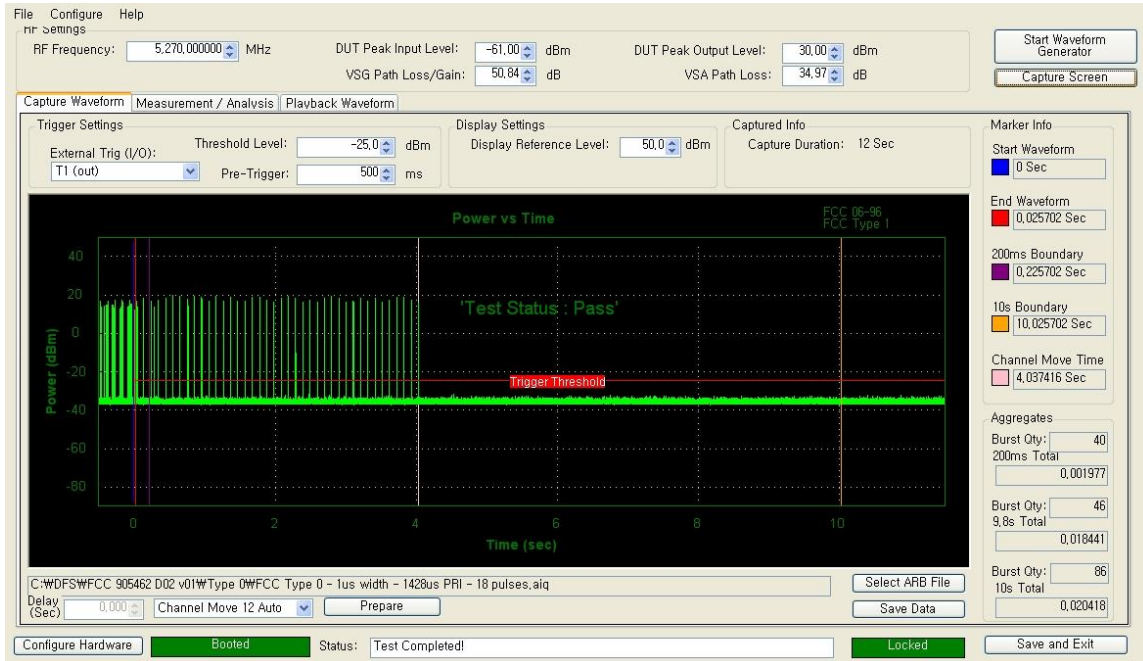 File Configure Help
RF Settings
RF Frequency: 5,270,000000 MHz
DUT Peak Input Level: -61,00 dBm
DUT Peak Output Level: 30,00 dBm
VSG Path Loss/Gain: 50,84 dB
VSA Path Loss: 34,97 dB
Start Waveform Generator
Capture Screen
Capture Waveform Measurement / Analysis Playback Waveform
Trigger Settings
External Trig (I/O):
T1 (out)
Threshold Level: -25,0 dBm
Pre-Trigger: 500 ms
Display Settings
Display Reference Level: 50,0 dBm
Captured Info
Capture Duration: 12 Sec
Power vs Time
FCC 06-96
FCC Type 1
'Test Status : Pass'
Trigger Threshold
Power (dBm)
40
20
0
-20
-40
-60
-80
0 2 4 6 8 10
Time (sec)
Marker Info
Start Waveform
0 Sec
End Waveform
0,025702 Sec
200ms Boundary
0,225702 Sec
10s Boundary
10,025702 Sec
Channel Move Time
4,037416 Sec
Aggregates
Burst Qty: 40
200ms Total
0,001977
Burst Qty: 46
9,8s Total
0,018441
Burst Qty: 86
10s Total
0,020418
C:₩DFS₩FCC 905462 D02 v01₩Type 0₩FCC Type 0 - 1us width - 1428us PRI - 18 pulses,aiq
Select ARB File
Delay (Sec) 0,000 Channel Move 12 Auto Prepare
Save Data
Configure Hardware Booted Status: Test Completed! Locked Save and Exit